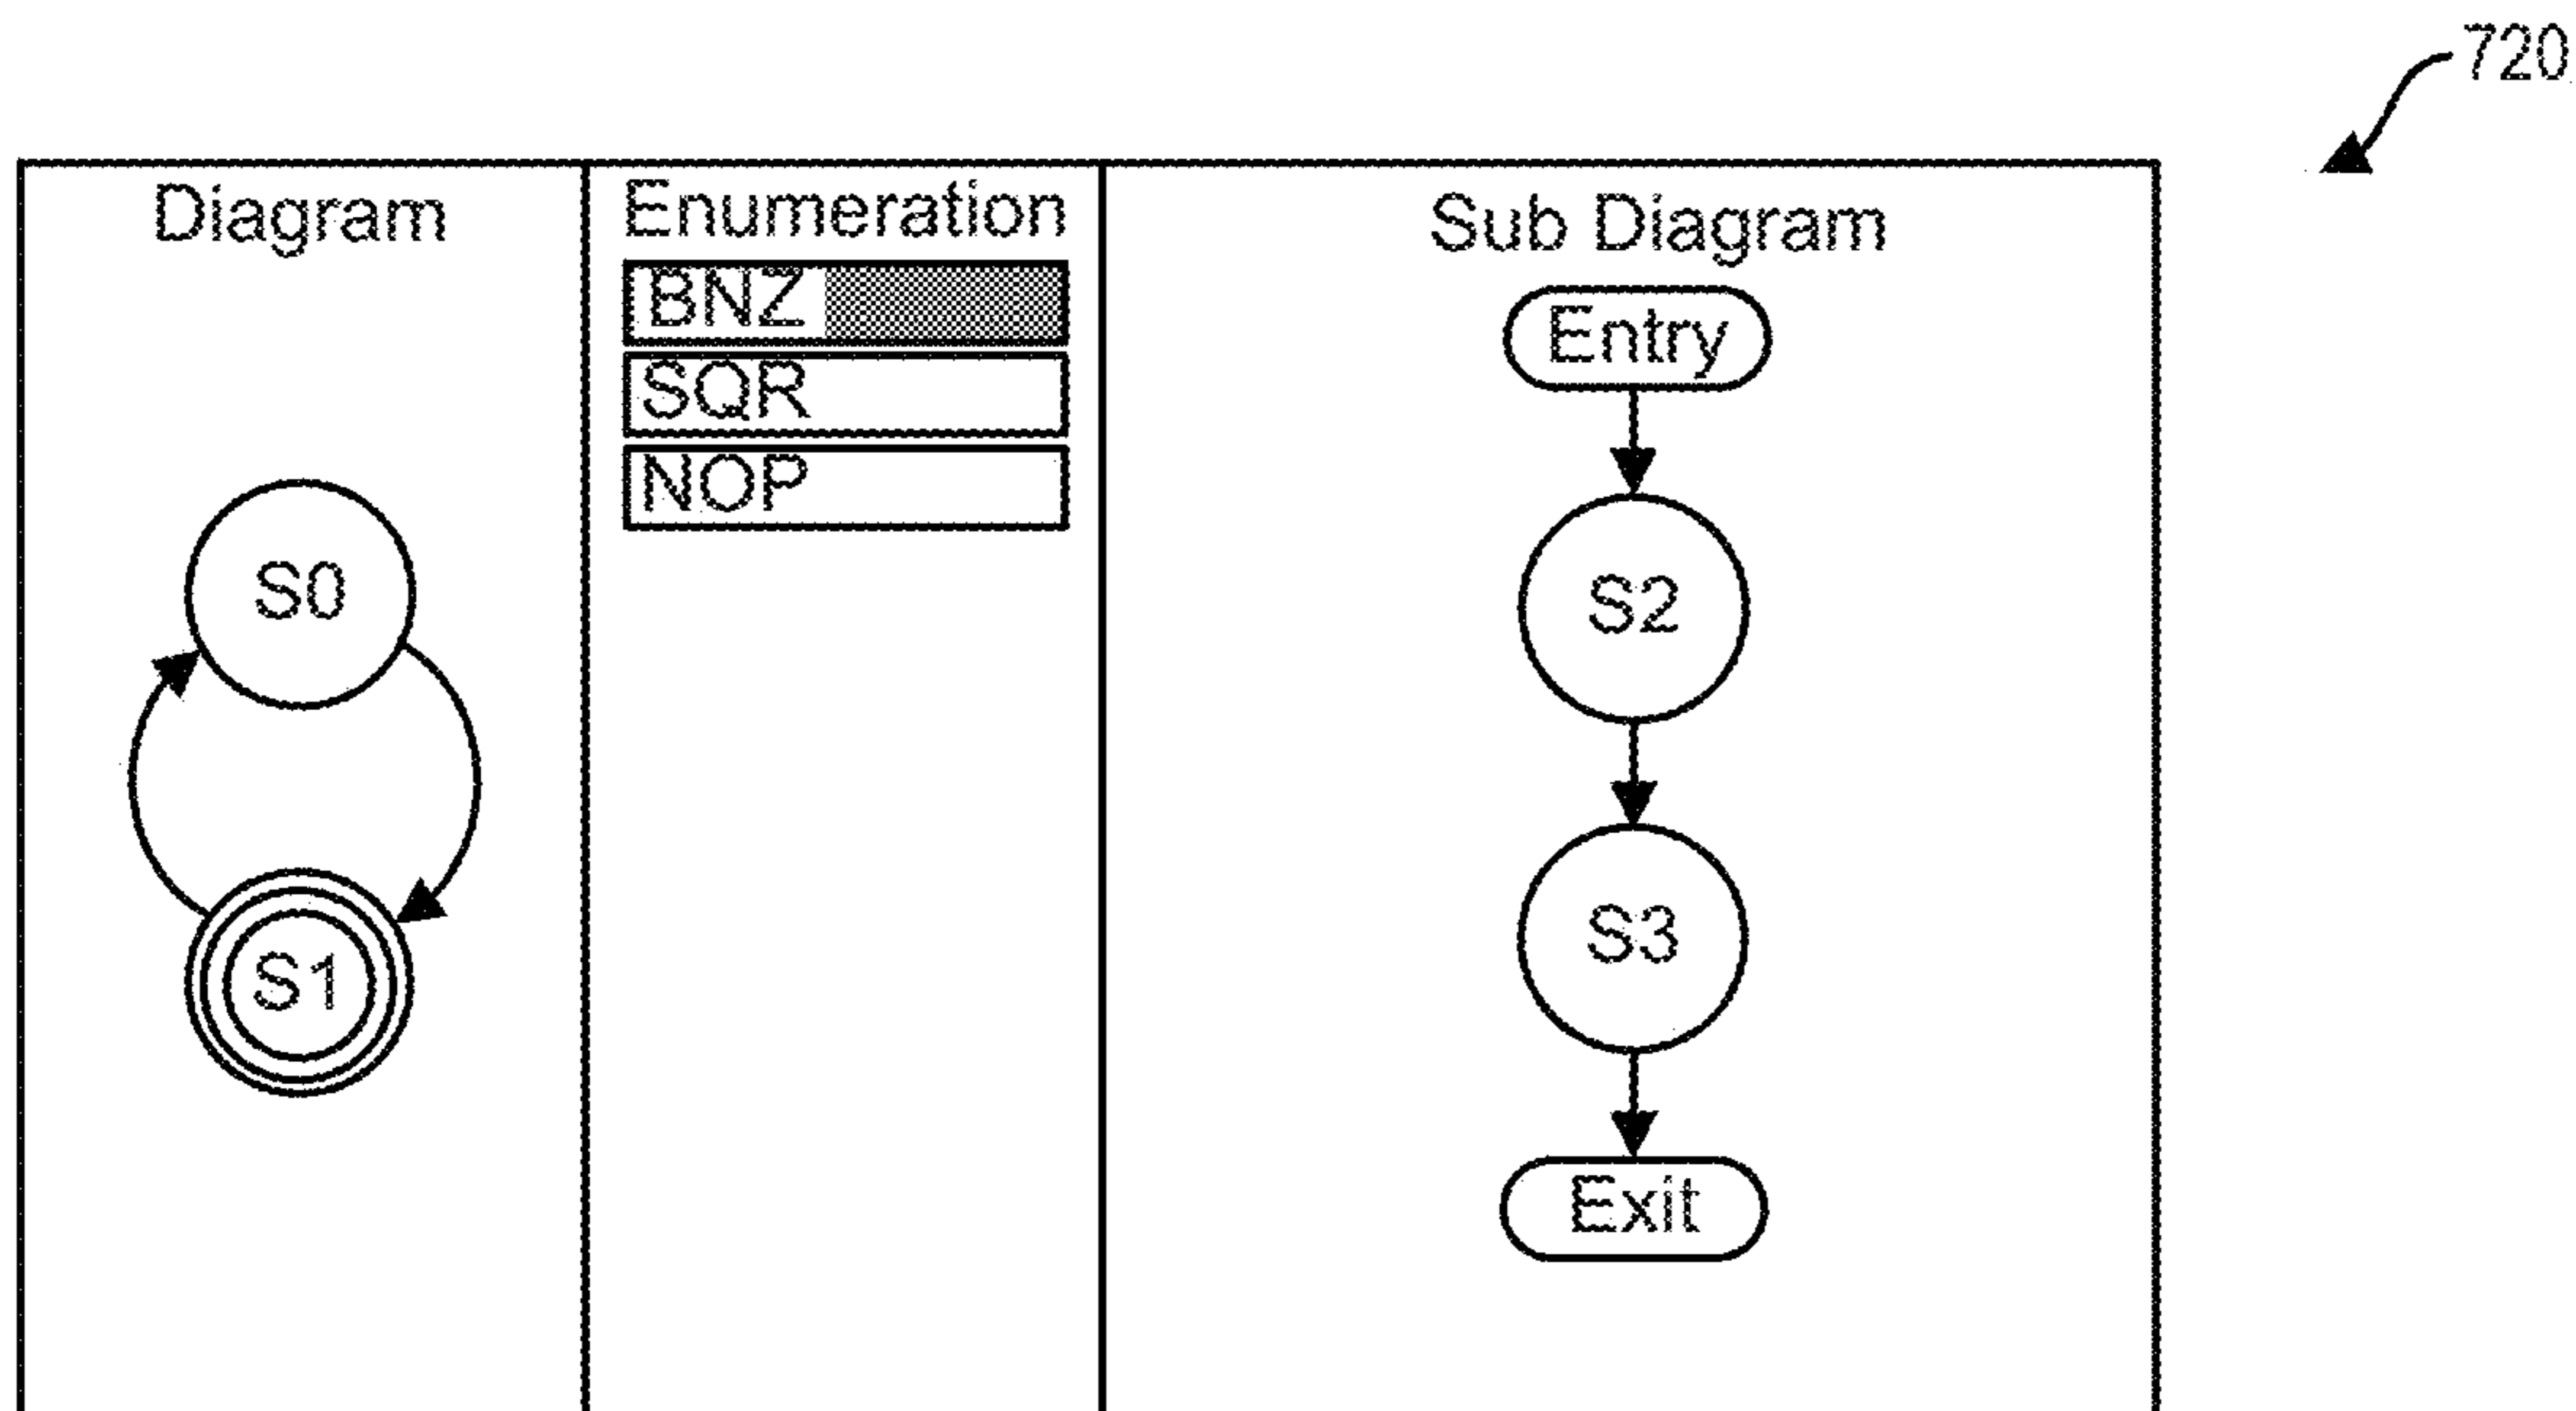 720
Diagram
Enumeration
Sub Diagram
BNZ
SQR
NOP
Entry
S0
S1
S2
S3
Exit